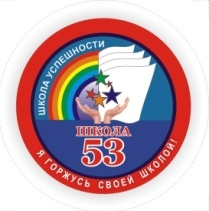 ШКОЛА УСПЕШНОСТИ
ШКОЛА
53
Я ГОРЖУСЬ СВОЕЙ ШКОЛОЙ!